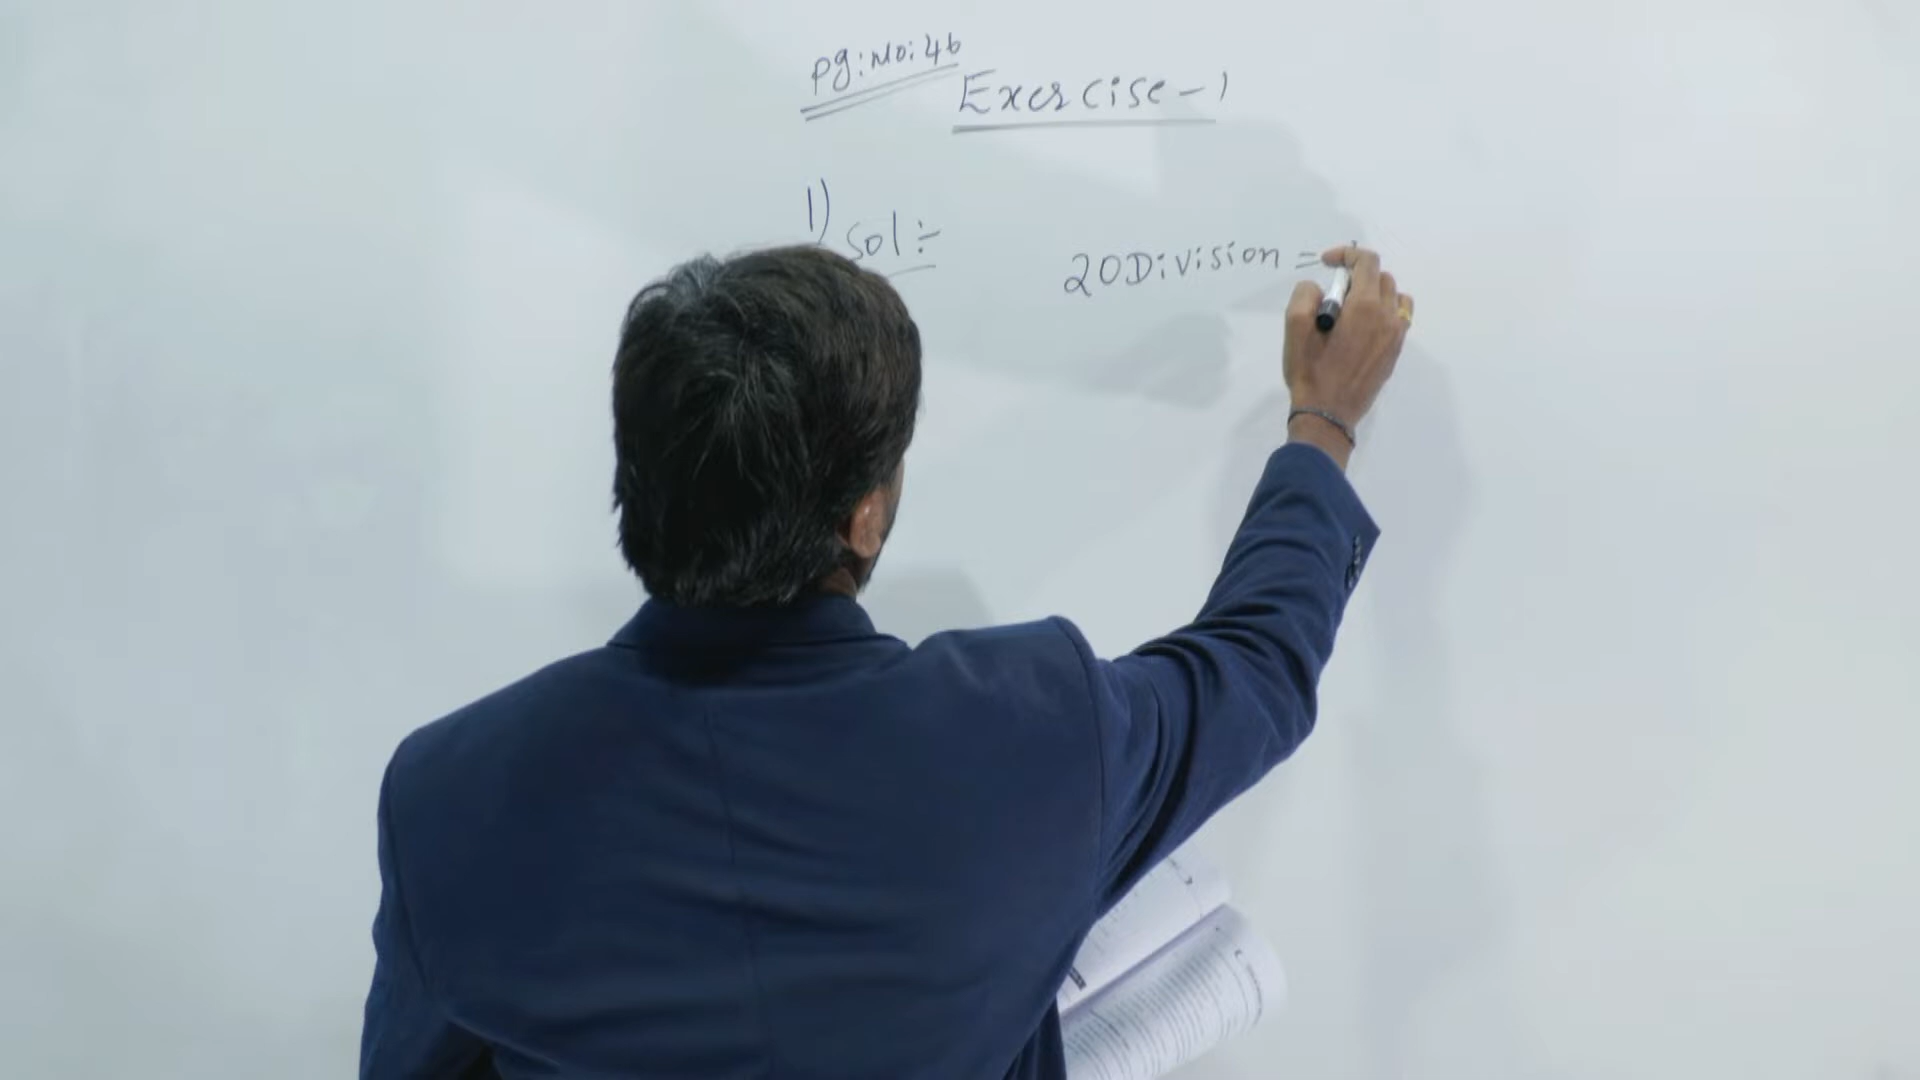 pg:No:46
Exercise-1
1) Sol:-
20Division =